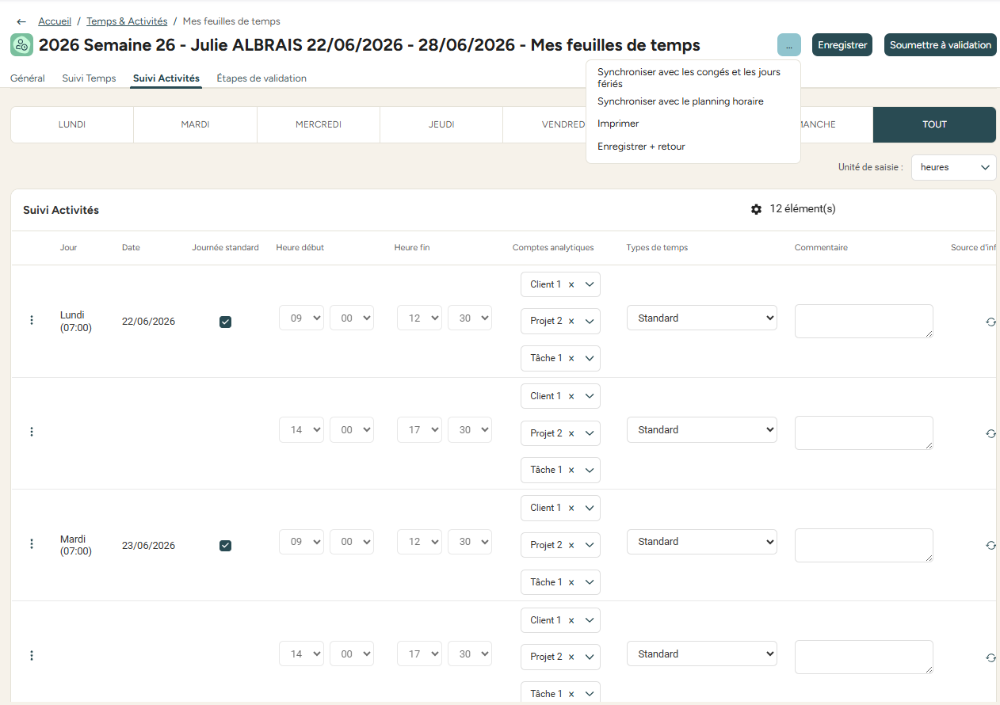 ← Accueil / Temps & Activités / Mes feuilles de temps
2026 Semaine 26 - Julie ALBRAIS 22/06/2026 - 28/06/2026 - Mes feuilles de temps
... Enregistrer Soumettre à validation
Général Suivi Temps Suivi Activités Étapes de validation
Synchroniser avec les congés et les jours
fériés
Synchroniser avec le planning horaire
Imprimer
Enregistrer + retour
LUNDI MARDI MERCREDI JEUDI VENDRED MANCHE TOUT
Unité de saisie : heures
Suivi Activités 12 élément(s)
Jour Date Journée standard Heure début Heure fin Comptes analytiques Types de temps Commentaire Source d'inf
Client 1 ×
Lundi
(07:00) 22/06/2026 09 00 12 30 Projet 2 × Standard
Tâche 1 ×
Client 1 ×
14 00 17 30 Projet 2 × Standard
Tâche 1 ×
Client 1 ×
Mardi
(07:00) 23/06/2026 09 00 12 30 Projet 2 × Standard
Tâche 1 ×
Client 1 ×
14 00 17 30 Projet 2 × Standard
Tâche 1 ×